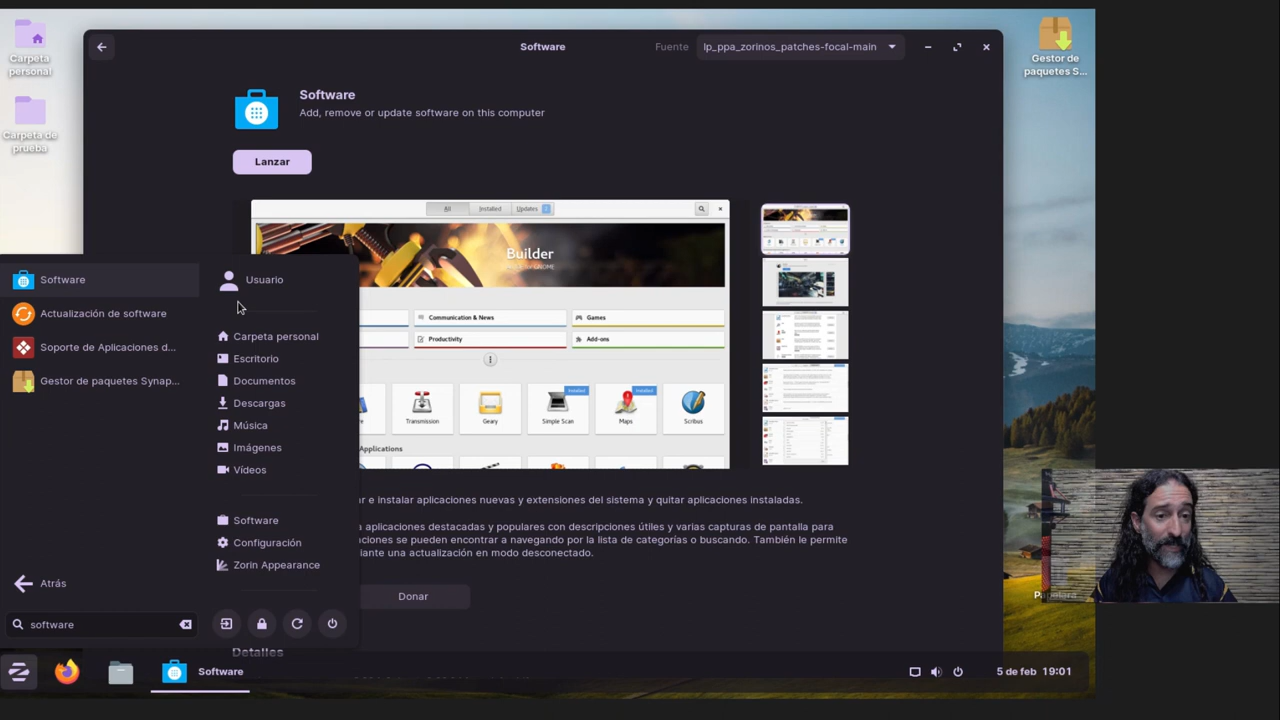 Carpeta
personal
Carpeta de
prueba
Software
Fuente
lp_ppa_zorinos_patches-focal-main
Gestor de
paquetes S...
Software
Add, remove or update software on this computer
Lanzar
All
Installed
Updates
Builder
Communication & News
Games
Productivity
Add-ons
Transmission
Geary
Installed
Simple Scan
Installed
Maps
Scribus
Applications
e instalar aplicaciones nuevas y extensiones del sistema y quitar aplicaciones instaladas.
aplicaciones destacadas y populares con descripciones útiles y varias capturas de pantalla para
ciones se pueden encontrar a navegando por la lista de categorías o buscando. También le permite
iante una actualización en modo desconectado.
Donar
Detalles
Software
Actualización de software
Soporte de Aplicaciones d...
Gestor de paquetes Synap...
Atrás
software
Usuario
Carpeta personal
Escritorio
Documentos
Descargas
Música
Imágenes
Vídeos
Software
Configuración
Zorin Appearance
Software
5 de feb 19:01